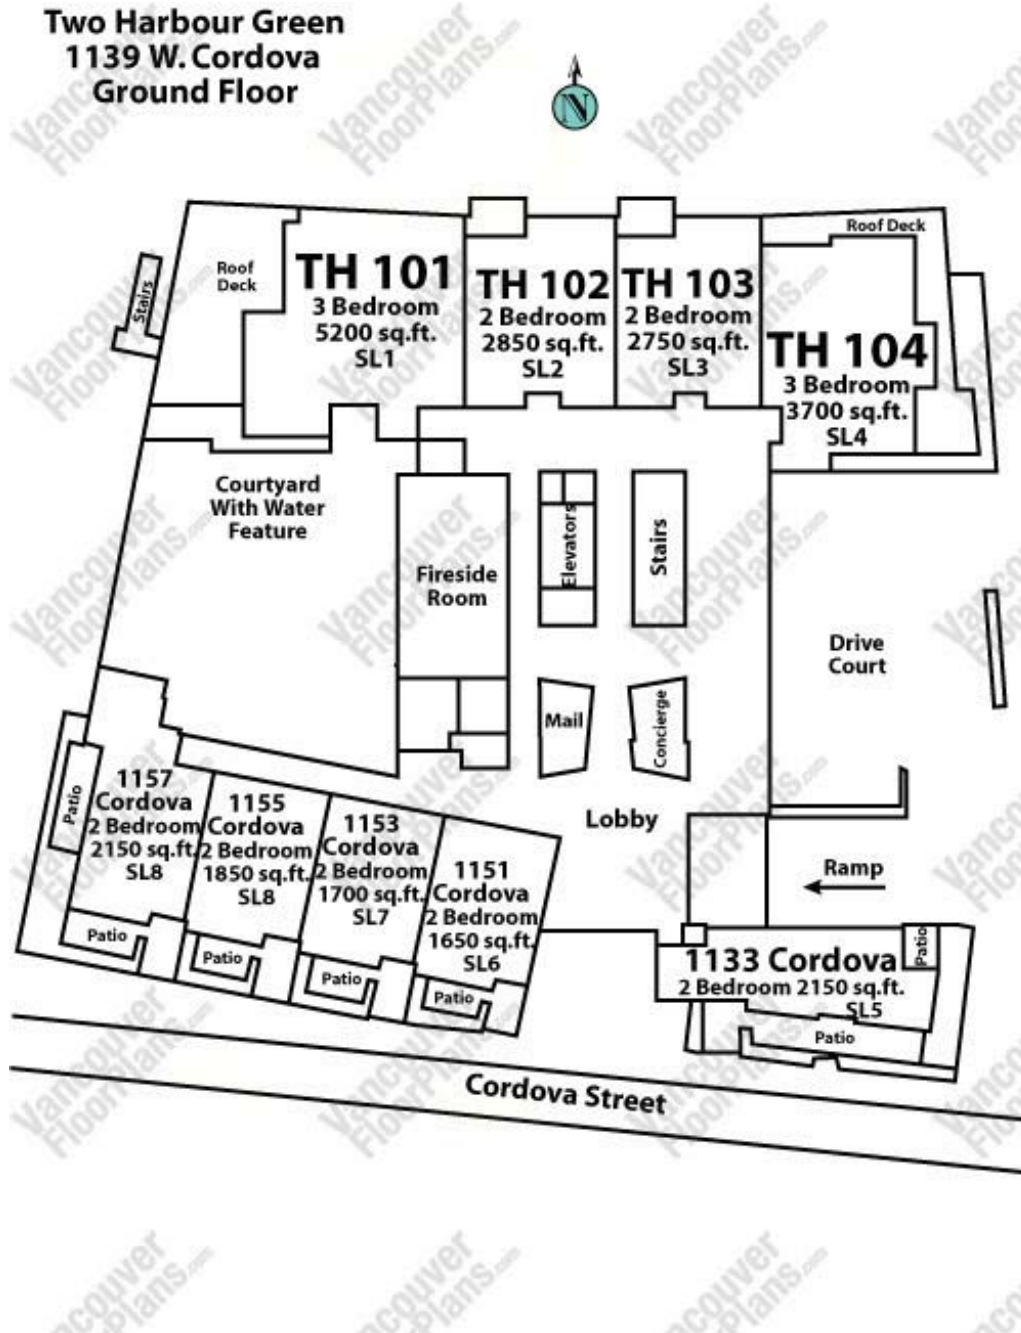 Two Harbour Green
1139 W. Cordova
Ground Floor
N
Roof Deck
Roof
Deck
Stairs
TH 101
3 Bedroom
5200 sq.ft.
SL1
TH 102
2 Bedroom
2850 sq.ft.
SL2
TH 103
2 Bedroom
2750 sq.ft.
SL3
TH 104
3 Bedroom
3700 sq.ft.
SL4
Courtyard
With Water
Feature
Fireside
Room
Elevators
Stairs
Drive
Court
Mail
Concierge
Lobby
Ramp
Patio
1157
Cordova
2 Bedroom
2150 sq.ft.
SL8
Patio
1155
Cordova
2 Bedroom
1850 sq.ft.
SL8
Patio
1153
Cordova
2 Bedroom
1700 sq.ft.
SL7
Patio
1151
Cordova
2 Bedroom
1650 sq.ft.
SL6
Patio
1133 Cordova
2 Bedroom 2150 sq.ft.
SL5
Patio
Patio
Cordova Street
Vancouver
FloorPlans.com